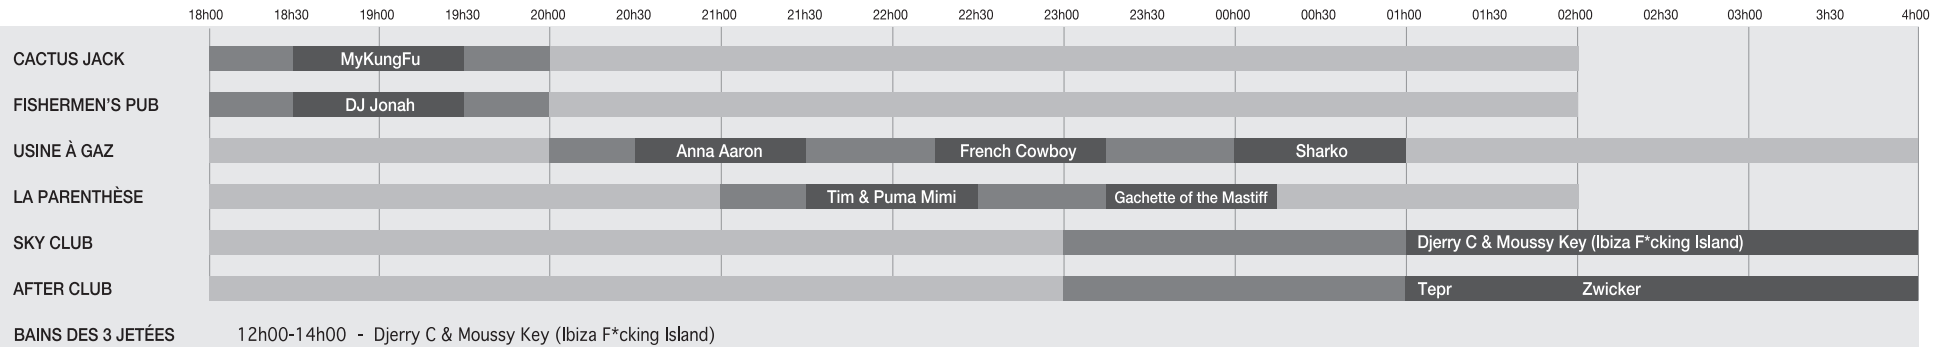 18h00 18h30 19h00 19h30 20h00 20h30 21h00 21h30 22h00 22h30 23h00 23h30 00h00 00h30 01h00 01h30 02h00 02h30 03h00 3h30 4h00
CACTUS JACK MyKungFu
FISHERMEN'S PUB DJ Jonah
USINE À GAZ Anna Aaron French Cowboy Sharko
LA PARENTHÈSE Tim & Puma Mimi Gachette of the Mastiff
SKY CLUB Djerry C & Moussy Key (Ibiza F*cking Island)
AFTER CLUB Tepr Zwicker
BAINS DES 3 JETÉES 12h00-14h00 - Djerry C & Moussy Key (Ibiza F*cking Island)